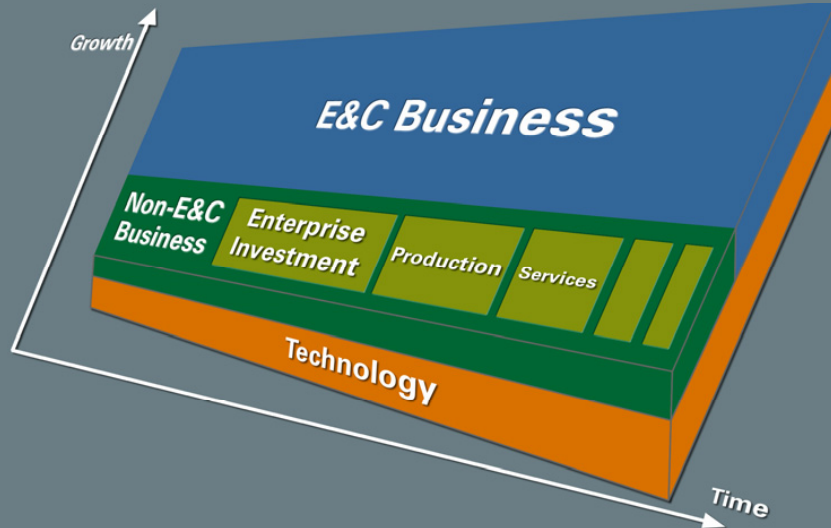 Growth
E&C Business
Non-E&C
Business
Enterprise
Investment
Production
Services
Technology
Time